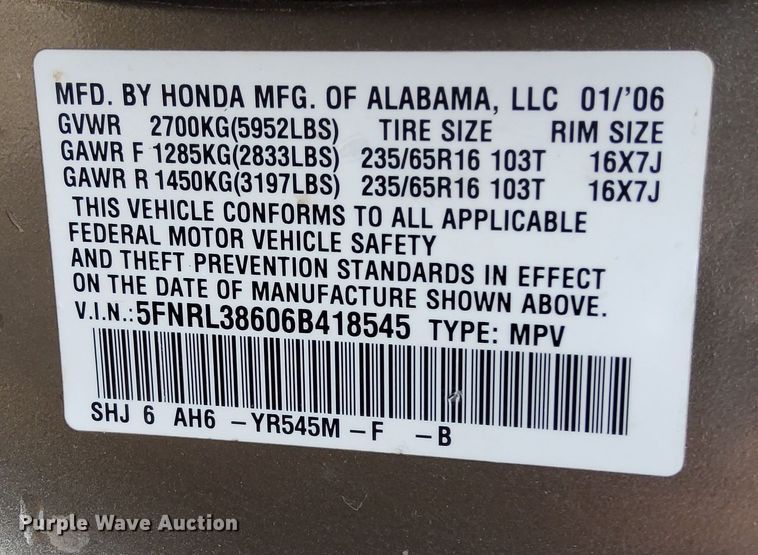 MFD. BY HONDA MFG. OF ALABAMA, LLC 01/'06
GVWR 2700KG(5952LBS) TIRE SIZE RIM SIZE
GAWR F 1285KG(2833LBS) 235/65R16 103T 16X7J
GAWR R 1450KG(3197LBS) 235/65R16 103T 16X7J
THIS VEHICLE CONFORMS TO ALL APPLICABLE
FEDERAL MOTOR VEHICLE SAFETY
AND THEFT PREVENTION STANDARDS IN EFFECT
ON THE DATE OF MANUFACTURE SHOWN ABOVE.
V.I.N.:5FNRL38606B418545 TYPE: MPV
SHJ 6 AH6 -YR545M -F -B
Purple Wave Auction